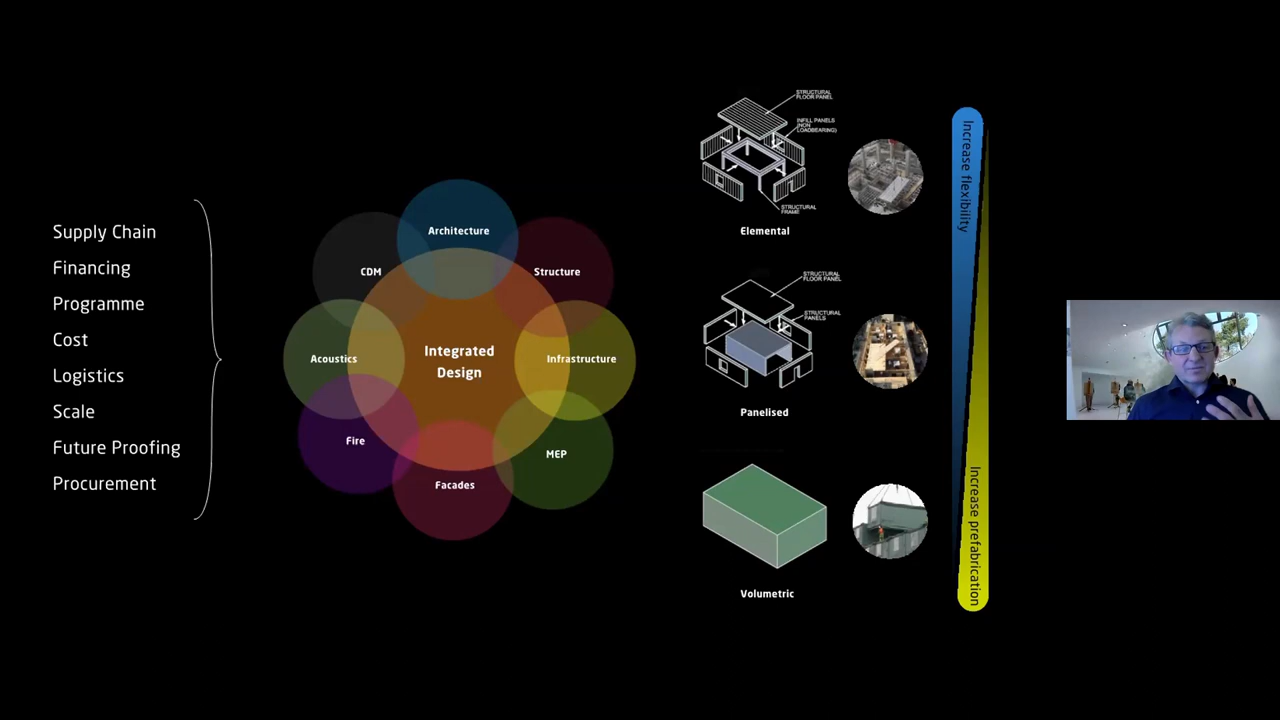 Supply Chain
Financing
Programme
Cost
Logistics
Scale
Future Proofing
Procurement
Architecture
CDM
Structure
Acoustics
Integrated
Design
Infrastructure
Fire
MEP
Facades
STRUCTURAL
FLOOR PANEL
INFILL PANELS
(NON
LOADBEARING)
STRUCTURAL
FRAME
Elemental
STRUCTURAL
FLOOR PANEL
STRUCTURAL
PANELS
Panelised
Volumetric
Increase flexibility
Increase prefabrication